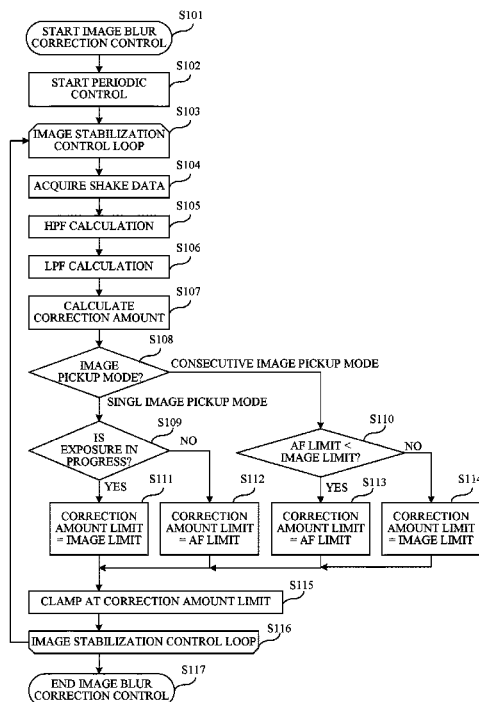 S101
START IMAGE BLUR
CORRECTION CONTROL
S102
START PERIODIC
CONTROL
S103
IMAGE STABILIZATION
CONTROL LOOP
S104
ACQUIRE SHAKE DATA
S105
HPF CALCULATION
S106
LPF CALCULATION
S107
CALCULATE
CORRECTION AMOUNT
S108
IMAGE
PICKUP MODE?
CONSECUTIVE IMAGE PICKUP MODE
SINGL IMAGE PICKUP MODE
S109
IS
EXPOSURE IN
PROGRESS?
NO
YES
S110
AF LIMIT <
IMAGE LIMIT?
NO
YES
S111
CORRECTION
AMOUNT LIMIT
= IMAGE LIMIT
S112
CORRECTION
AMOUNT LIMIT
= AF LIMIT
S113
CORRECTION
AMOUNT LIMIT
= AF LIMIT
S114
CORRECTION
AMOUNT LIMIT
= IMAGE LIMIT
S115
CLAMP AT CORRECTION AMOUNT LIMIT
S116
IMAGE STABILIZATION CONTROL LOOP
S117
END IMAGE BLUR
CORRECTION CONTROL